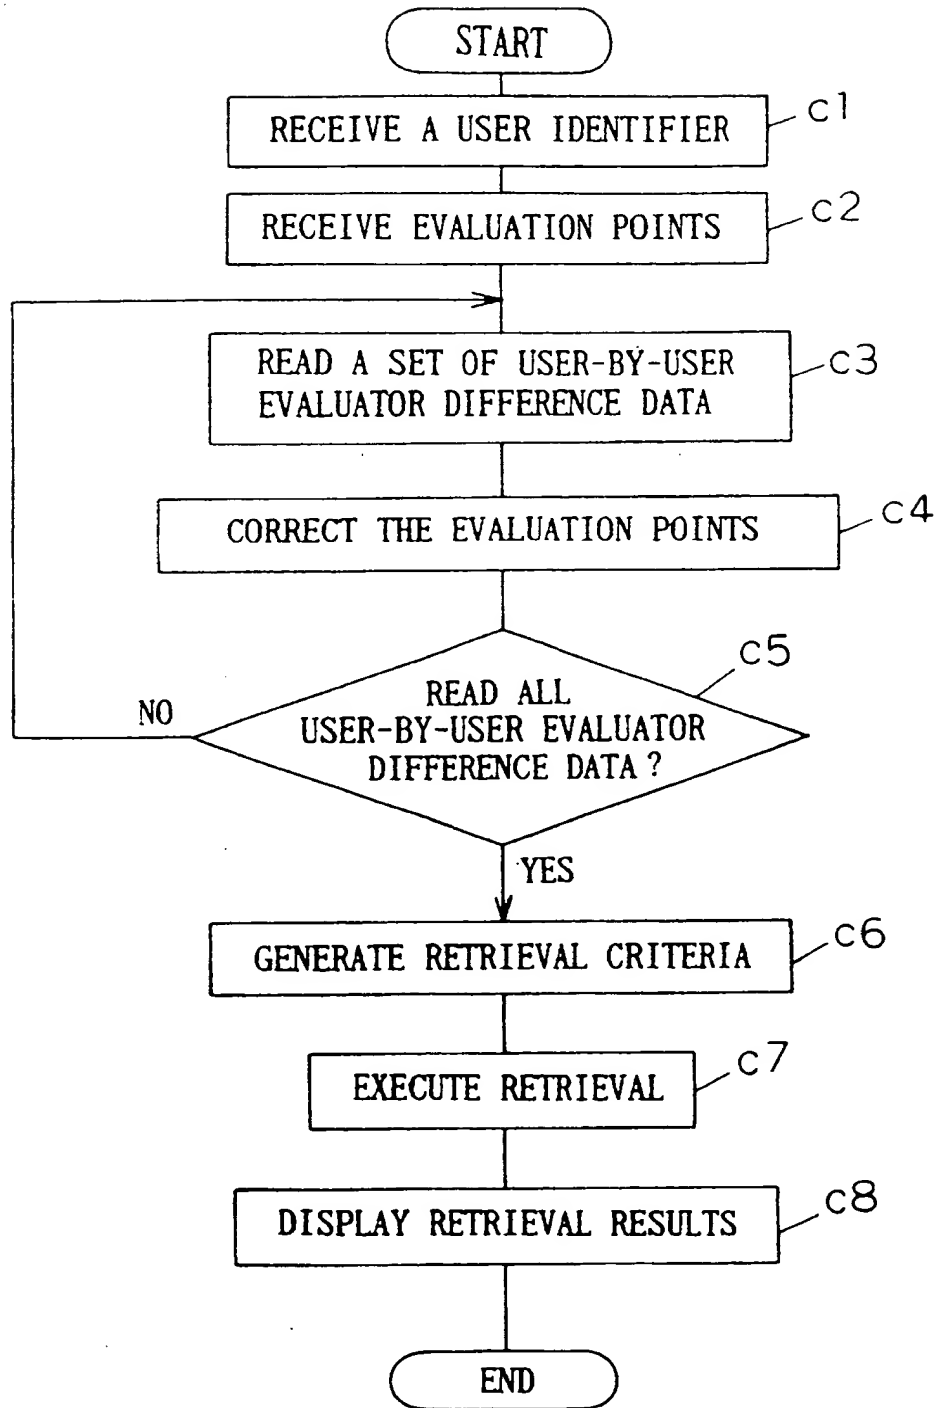 START
RECEIVE A USER IDENTIFIER
c1
RECEIVE EVALUATION POINTS
c2
READ A SET OF USER-BY-USER
EVALUATOR DIFFERENCE DATA
c3
CORRECT THE EVALUATION POINTS
c4
c5
READ ALL
USER-BY-USER EVALUATOR
DIFFERENCE DATA?
NO
YES
GENERATE RETRIEVAL CRITERIA
c6
EXECUTE RETRIEVAL
c7
DISPLAY RETRIEVAL RESULTS
c8
END